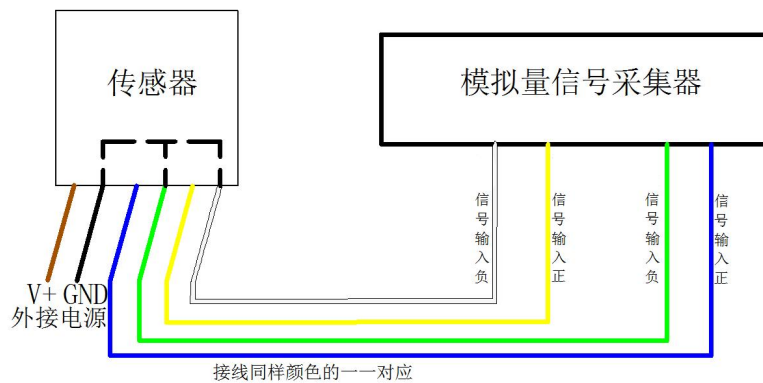 传感器
模拟量信号采集器
信号输入负
信号输入正
信号输入负
信号输入正
V+ GND
外接电源
接线同样颜色的一一对应